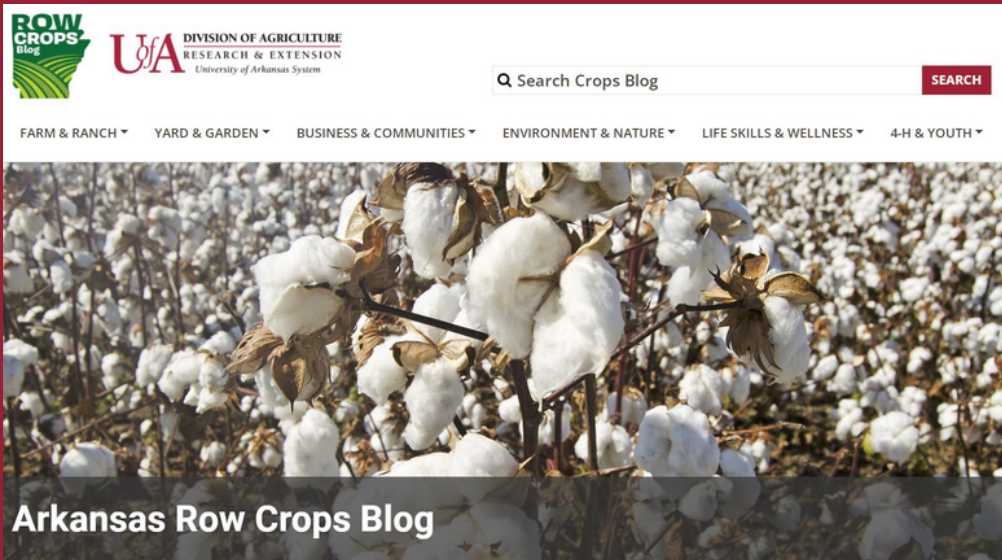 ROW
CROPS
Blog
UofA
DIVISION OF AGRICULTURE
RESEARCH & EXTENSION
University of Arkansas System
Search Crops Blog
SEARCH
FARM & RANCH
YARD & GARDEN
BUSINESS & COMMUNITIES
ENVIRONMENT & NATURE
LIFE SKILLS & WELLNESS
4-H & YOUTH
Arkansas Row Crops Blog